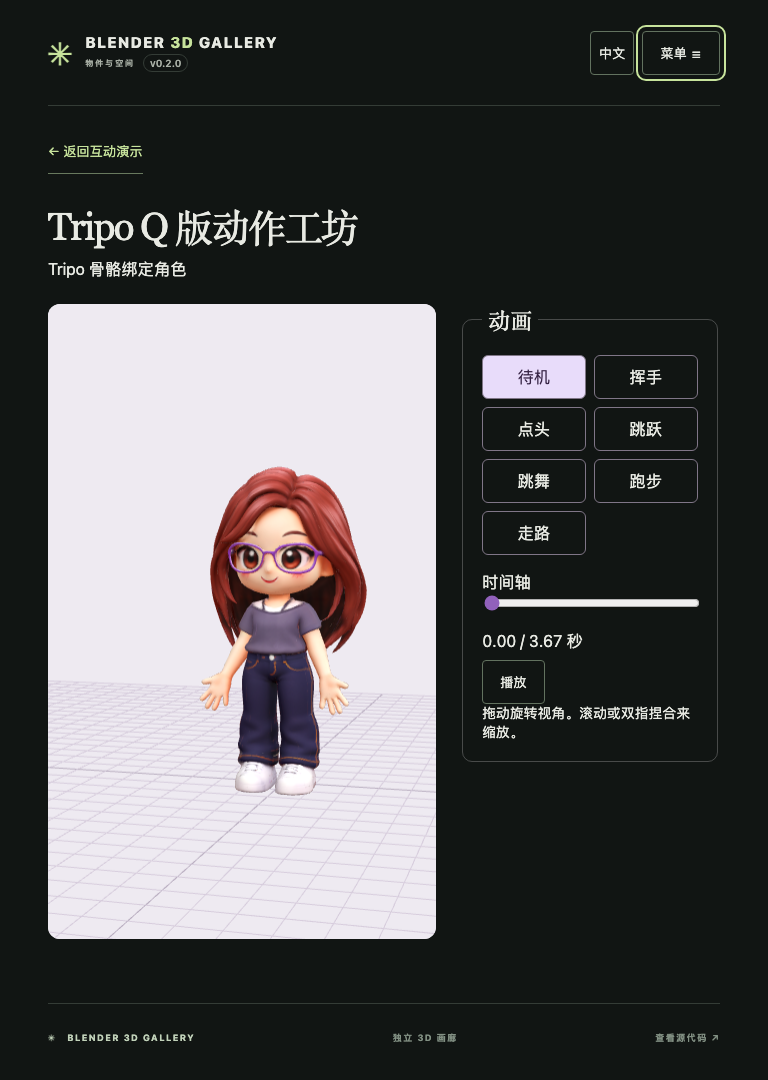 BLENDER 3D GALLERY
物件与空间 v0.2.0
中文
菜单 ≡
← 返回互动演示
Tripo Q 版动作工坊
Tripo 骨骼绑定角色
动画
待机 挥手
点头 跳跃
跳舞 跑步
走路
时间轴
0.00 / 3.67 秒
播放
拖动旋转视角。滚动或双指捏合来
缩放。
✳ BLENDER 3D GALLERY
独立 3D 画廊
查看源代码 ↗